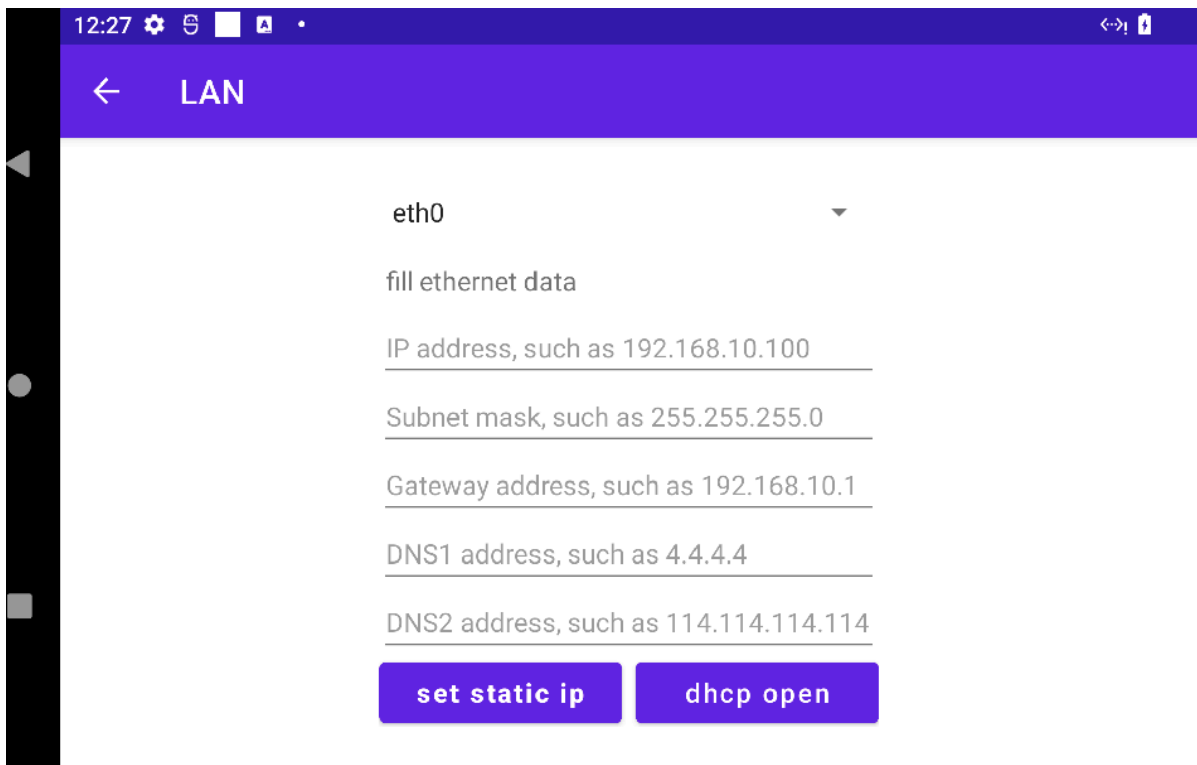 12:27
LAN
eth0
fill ethernet data
IP address, such as 192.168.10.100
Subnet mask, such as 255.255.255.0
Gateway address, such as 192.168.10.1
DNS1 address, such as 4.4.4.4
DNS2 address, such as 114.114.114.114
set static ip dhcp open